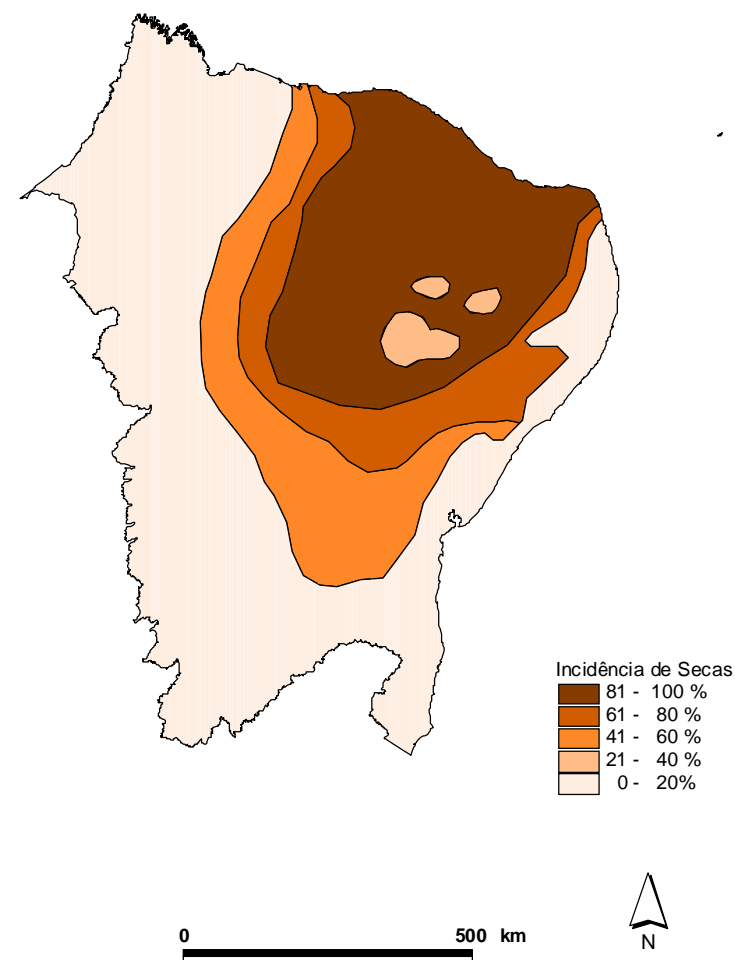 Incidência de Secas
81 - 100 %
61 - 80 %
41 - 60 %
21 - 40 %
0 - 20%
N
0 500 km